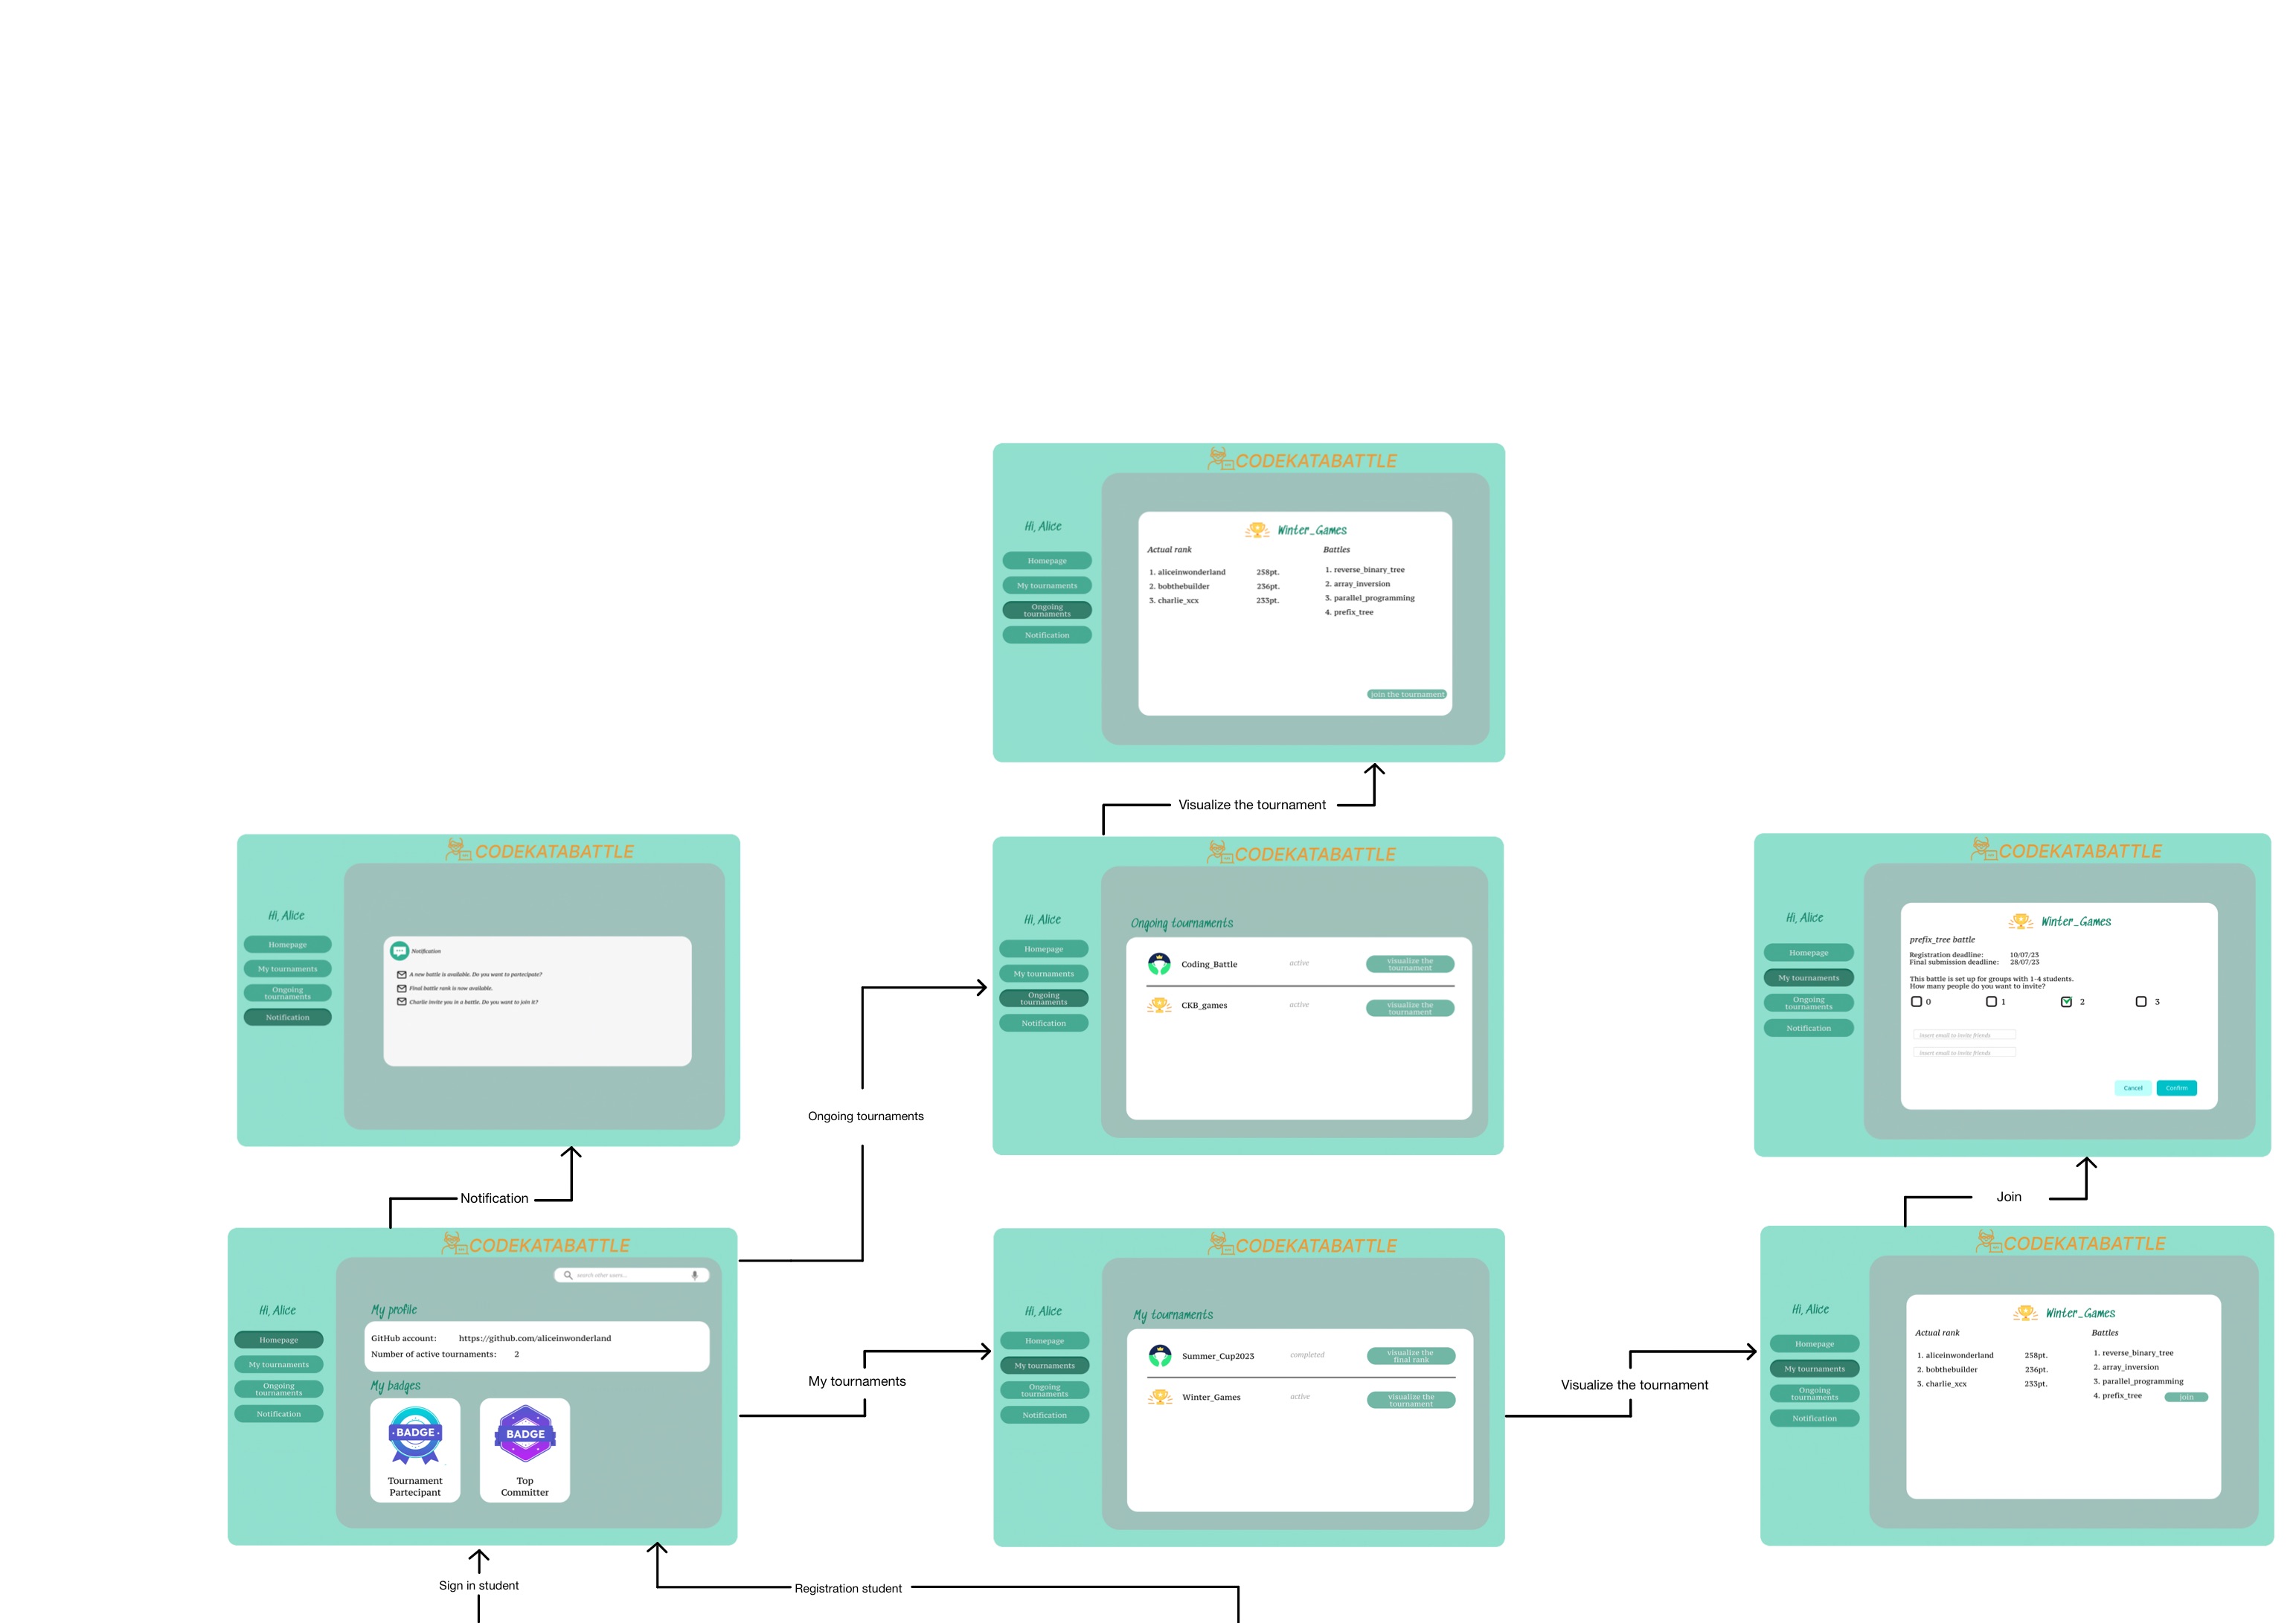 CODEKATABATTLE
Hi, Alice
Homepage
My tournaments
Ongoing
tournaments
Notification
Winter_Games
Actual rank
1. aliceinwonderland 258pt.
2. bobthebuilder 236pt.
3. charlie_xcx 233pt.
Battles
1. reverse_binary_tree
2. array_inversion
3. parallel_programming
4. prefix_tree
join the tournament
Visualize the tournament
CODEKATABATTLE
Hi, Alice
Homepage
My tournaments
Ongoing
tournaments
Notification
Notification
A new battle is available. Do you want to partecipate?
Final battle rank is now available.
Charlie invite you in a battle. Do you want to join it?
CODEKATABATTLE
Hi, Alice
Homepage
My tournaments
Ongoing
tournaments
Notification
Ongoing tournaments
Coding_Battle active visualize the
tournament
CKB_games active visualize the
tournament
CODEKATABATTLE
Hi, Alice
Homepage
My tournaments
Ongoing
tournaments
Notification
Winter_Games
prefix_tree battle
Registration deadline: 10/07/23
Final submission deadline: 28/07/23
This battle is set up for groups with 1-4 students.
How many people do you want to invite?
0 1 2 3
Insert email to invite friends
Insert email to invite friends
Cancel Confirm
Ongoing tournaments
Notification
Join
CODEKATABATTLE
search other users...
Hi, Alice
Homepage
My tournaments
Ongoing
tournaments
Notification
My profile
GitHub account: https://github.com/aliceinwonderland
Number of active tournaments: 2
My badges
BADGE
Tournament
Partecipant
BADGE
Top
Committer
My tournaments
CODEKATABATTLE
Hi, Alice
Homepage
My tournaments
Ongoing
tournaments
Notification
My tournaments
Summer_Cup2023 completed visualize the
final rank
Winter_Games active visualize the
tournament
Visualize the tournament
CODEKATABATTLE
Hi, Alice
Homepage
My tournaments
Ongoing
tournaments
Notification
Winter_Games
Actual rank
1. aliceinwonderland 258pt.
2. bobthebuilder 236pt.
3. charlie_xcx 233pt.
Battles
1. reverse_binary_tree
2. array_inversion
3. parallel_programming
4. prefix_tree join
Sign in student
Registration student